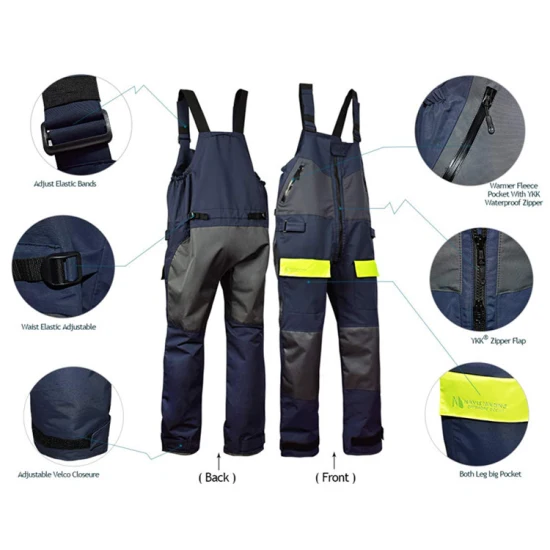 Adjust Elastic Bands
Warmer Fleece
Pocket With YKK
Waterproof Zipper
Waist Elastic Adjustable
YKK® Zipper Flap
Adjustable Velco Closeure
( Back )
( Front )
Both Leg big Pocket